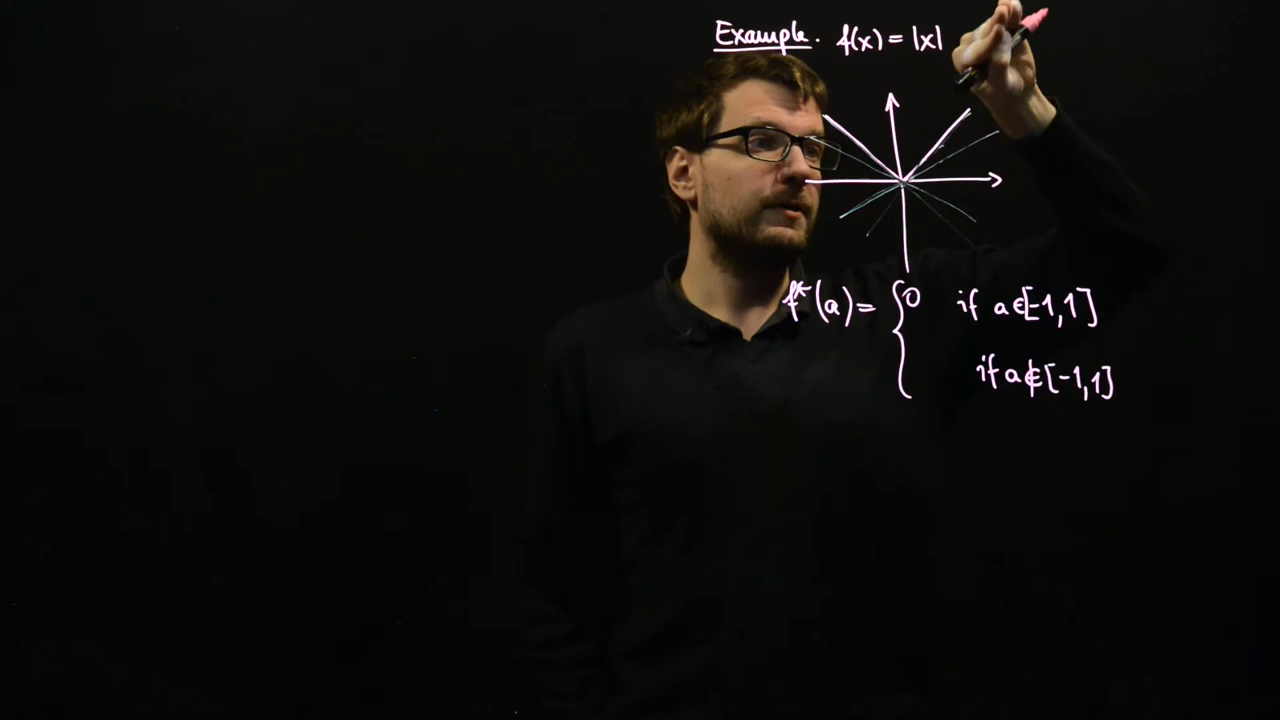 Example. f(x) = |x|
f*(a) = { 0 if a ∈ [-1,1]
if a ∉ [-1,1]